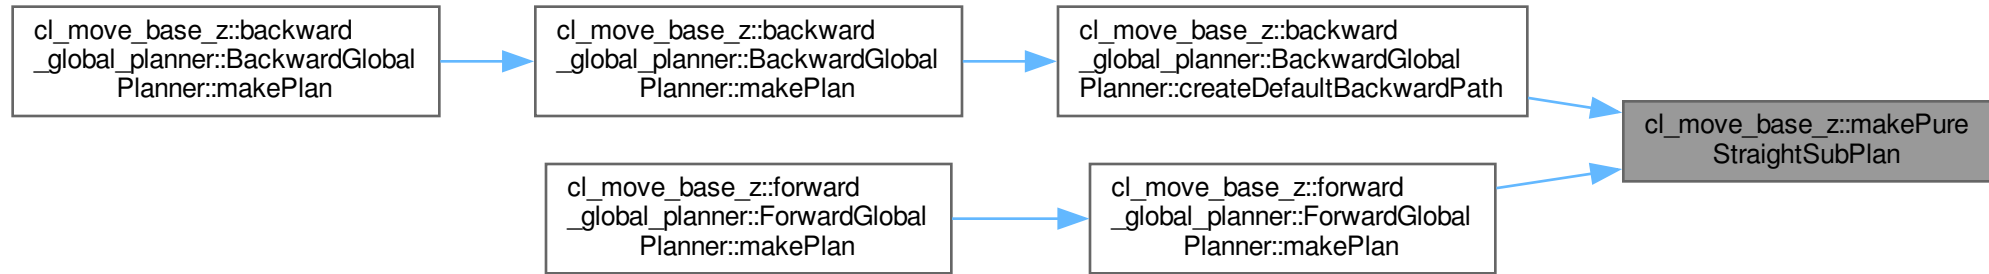 cl_move_base_z::backward
_global_planner::BackwardGlobal
Planner::makePlan
cl_move_base_z::backward
_global_planner::BackwardGlobal
Planner::makePlan
cl_move_base_z::backward
_global_planner::BackwardGlobal
Planner::createDefaultBackwardPath
cl_move_base_z::makePure
StraightSubPlan
cl_move_base_z::forward
_global_planner::ForwardGlobal
Planner::makePlan
cl_move_base_z::forward
_global_planner::ForwardGlobal
Planner::makePlan